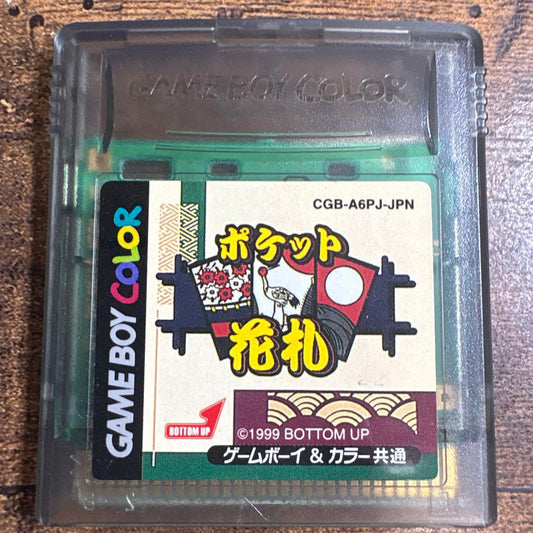 GAME BOY COLOR
CGB-A6PJ-JPN
GAME BOY COLOR
ポケット
花札
BOTTOM UP
©1999 BOTTOM UP
ゲームボーイ & カラー共通